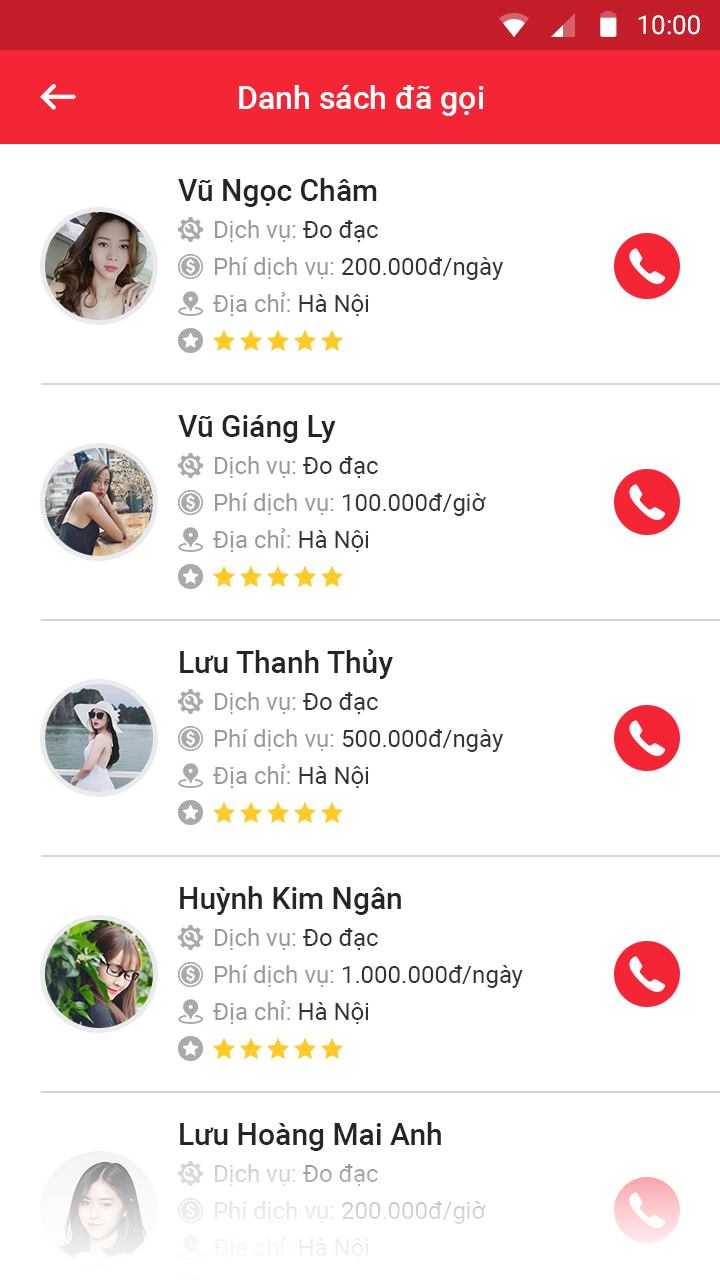 10:00
Danh sách đã gọi
Vũ Ngọc Châm
Dịch vụ: Đo đạc
Phí dịch vụ: 200.000đ/ngày
Địa chỉ: Hà Nội
Vũ Giáng Ly
Dịch vụ: Đo đạc
Phí dịch vụ: 100.000đ/giờ
Địa chỉ: Hà Nội
Lưu Thanh Thủy
Dịch vụ: Đo đạc
Phí dịch vụ: 500.000đ/ngày
Địa chỉ: Hà Nội
Huỳnh Kim Ngân
Dịch vụ: Đo đạc
Phí dịch vụ: 1.000.000đ/ngày
Địa chỉ: Hà Nội
Lưu Hoàng Mai Anh
Dịch vụ: Đo đạc
Phí dịch vụ: 200.000đ/giờ
Địa chỉ: Hà Nội